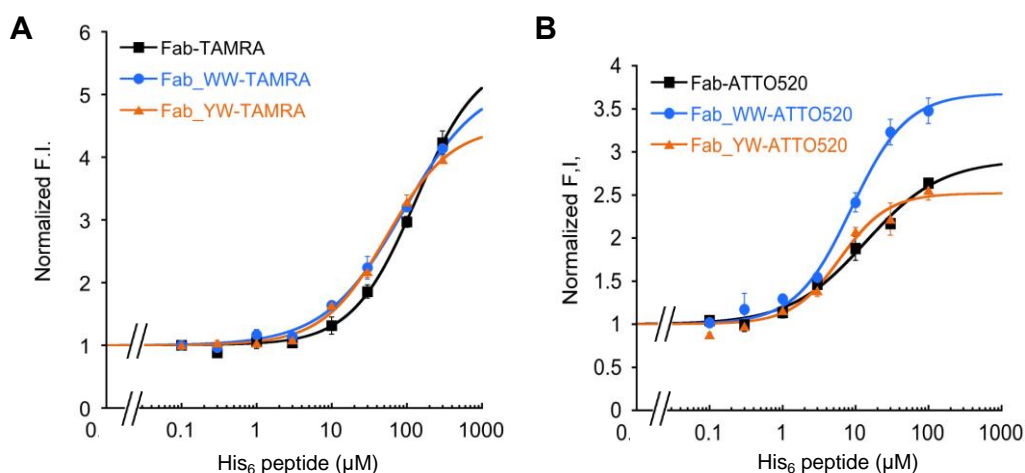 A
Fab-TAMRA
Fab_WW-TAMRA
Fab_YW-TAMRA
Normalized F.I.
6
5
4
3
2
1
0
0. 0.1 1 10 100 1000
His6 peptide (µM)
B
Fab-ATTO520
Fab_WW-ATTO520
Fab_YW-ATTO520
Normalized F,I,
4
3.5
3
2.5
2
1.5
1
0.5
0
0. 0.1 1 10 100 1000
His6 peptide (µM)